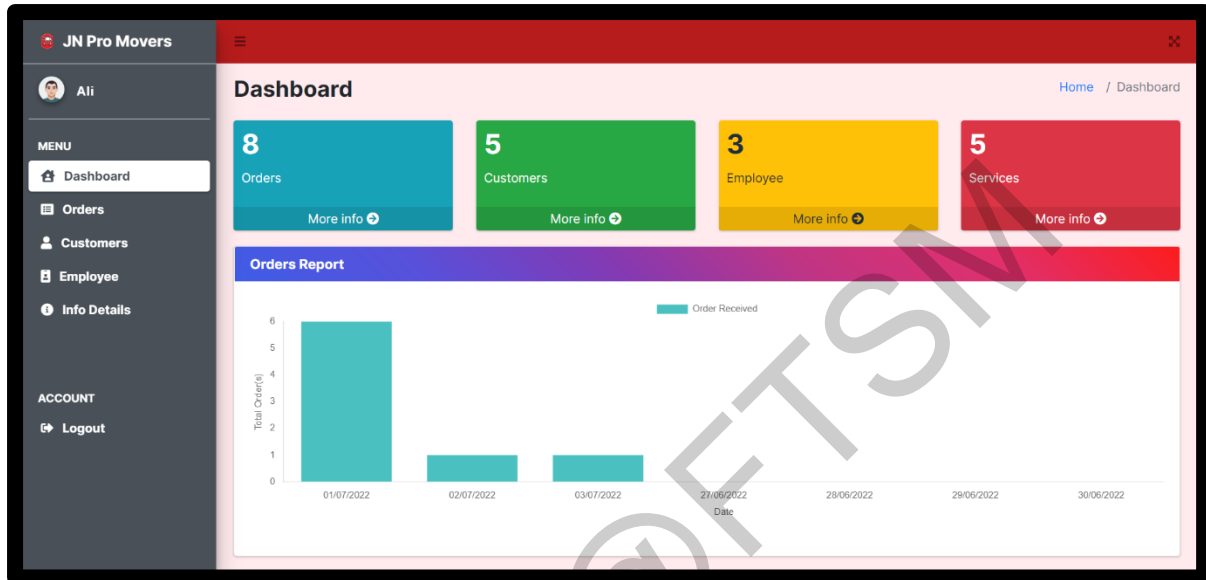 JN Pro Movers
Ali
MENU
Dashboard
Orders
Customers
Employee
Info Details
ACCOUNT
Logout
Dashboard
Home / Dashboard
8
Orders
More info
5
Customers
More info
3
Employee
More info
5
Services
More info
Orders Report
Order Received
Total Order(s)
6
5
4
3
2
1
0
01/07/2022 02/07/2022 03/07/2022 27/06/2022 28/06/2022 29/06/2022 30/06/2022
Date
@FTSM